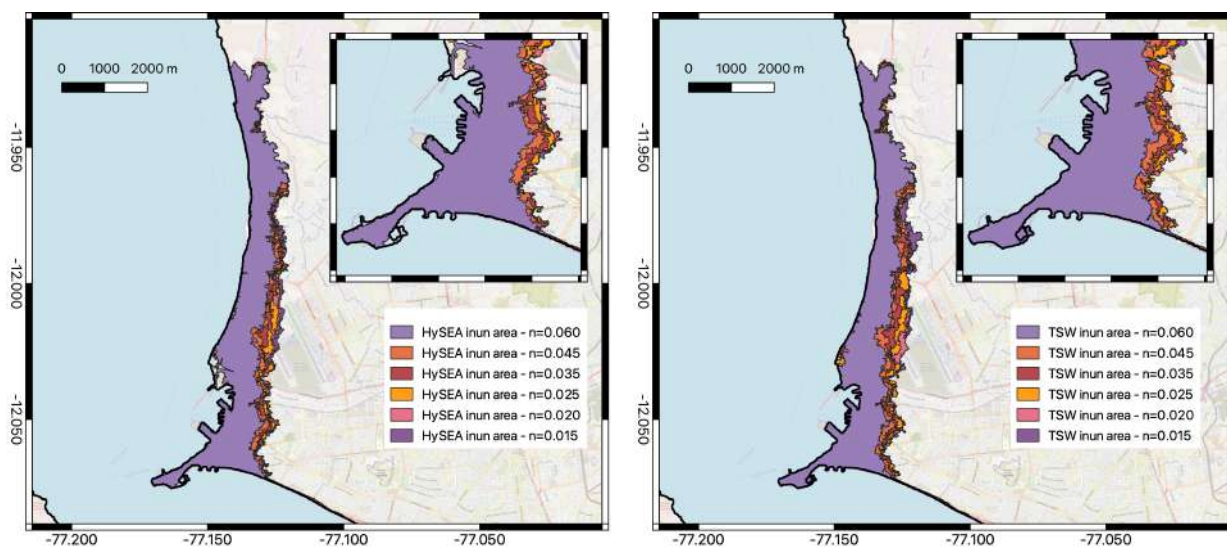 0 1000 2000 m
-11.950
-12.000
-12.050
HySEA inun area - n=0.060
HySEA inun area - n=0.045
HySEA inun area - n=0.035
HySEA inun area - n=0.025
HySEA inun area - n=0.020
HySEA inun area - n=0.015
-77.200 -77.150 -77.100 -77.050
0 1000 2000 m
-11.950
-12.000
-12.050
TSW inun area - n=0.060
TSW inun area - n=0.045
TSW inun area - n=0.035
TSW inun area - n=0.025
TSW inun area - n=0.020
TSW inun area - n=0.015
-77.200 -77.150 -77.100 -77.050